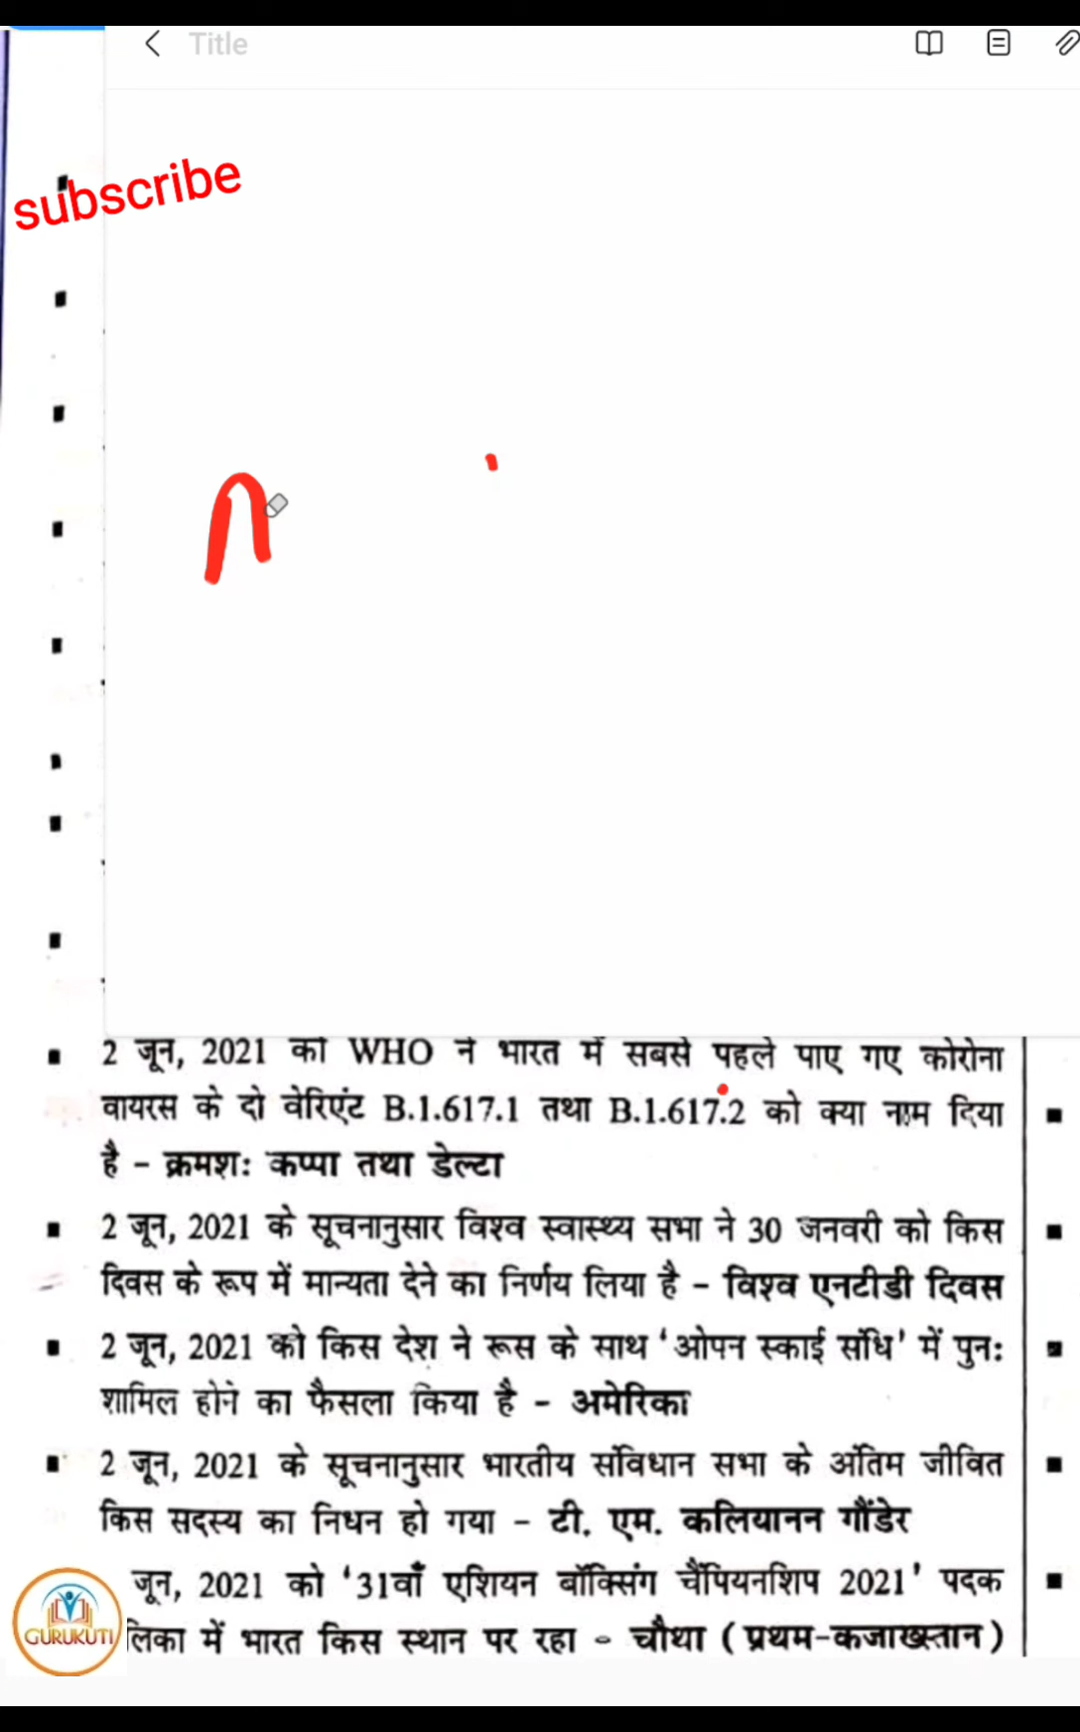 Title
subscribe
2 जून, 2021 को WHO ने भारत में सबसे पहले पाए गए कोरोना
वायरस के दो वेरिएंट B.1.617.1 तथा B.1.617.2 को क्या नाम दिया
है - क्रमशः कप्पा तथा डेल्टा
2 जून, 2021 के सूचनानुसार विश्व स्वास्थ्य सभा ने 30 जनवरी को किस
दिवस के रूप में मान्यता देने का निर्णय लिया है - विश्व एनटीडी दिवस
2 जून, 2021 को किस देश ने रूस के साथ 'ओपन स्काई संधि' में पुनः
शामिल होने का फैसला किया है - अमेरिका
2 जून, 2021 के सूचनानुसार भारतीय संविधान सभा के अंतिम जीवित
किस सदस्य का निधन हो गया - टी. एम. कलियानन गौंडेर
जून, 2021 को '31वाँ एशियन बॉक्सिंग चैंपियनशिप 2021' पदक
लिका में भारत किस स्थान पर रहा - चौथा (प्रथम-कजाख्स्तान)
GURUKUTI